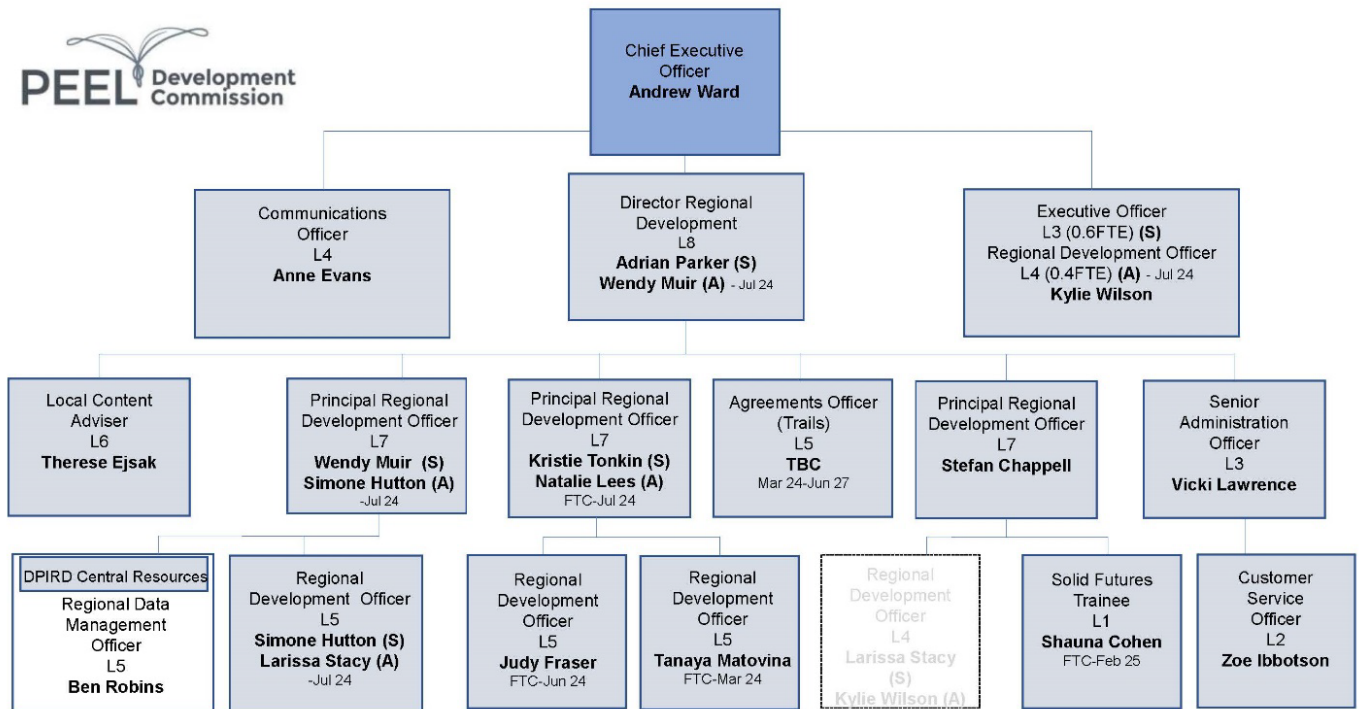 PEEL Development
Commission
Chief Executive
Officer
Andrew Ward
Communications
Officer
L4
Anne Evans
Director Regional
Development
L8
Adrian Parker (S)
Wendy Muir (A) - Jul 24
Executive Officer
L3 (0.6FTE) (S)
Regional Development Officer
L4 (0.4FTE) (A) - Jul 24
Kylie Wilson
Local Content
Adviser
L6
Therese Ejsak
Principal Regional
Development Officer
L7
Wendy Muir (S)
Simone Hutton (A)
-Jul 24
Principal Regional
Development Officer
L7
Kristie Tonkin (S)
Natalie Lees (A)
FTC-Jul 24
Agreements Officer
(Trails)
L5
TBC
Mar 24-Jun 27
Principal Regional
Development Officer
L7
Stefan Chappell
Senior
Administration
Officer
L3
Vicki Lawrence
DPIRD Central Resources
Regional Data
Management
Officer
L5
Ben Robins
Regional
Development Officer
L5
Simone Hutton (S)
Larissa Stacy (A)
-Jul 24
Regional
Development
Officer
L5
Judy Fraser
FTC-Jun 24
Regional
Development
Officer
L5
Tanaya Matovina
FTC-Mar 24
Regional
Development
Officer
L4
Larissa Stacy
(S)
Kylie Wilson (A)
Solid Futures
Trainee
L1
Shauna Cohen
FTC-Feb 25
Customer
Service
Officer
L2
Zoe Ibbotson